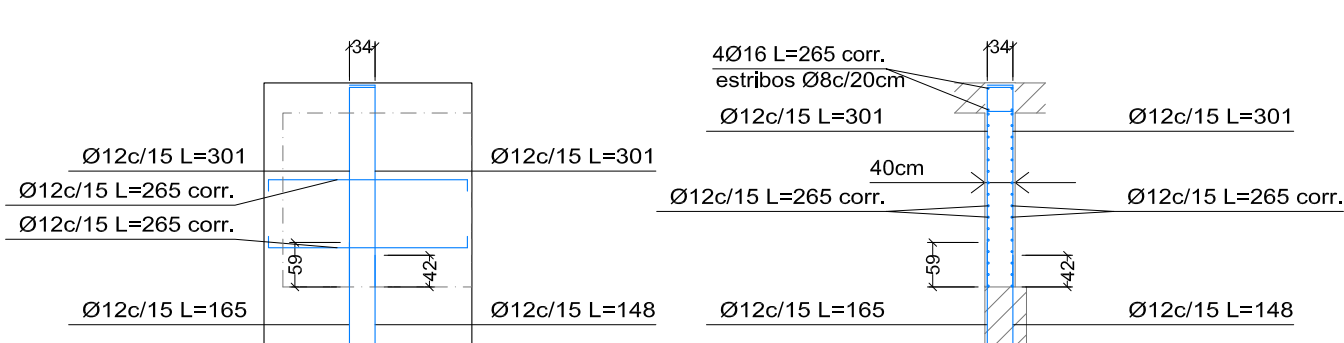 34
Ø12c/15 L=301
Ø12c/15 L=301
Ø12c/15 L=265 corr.
Ø12c/15 L=265 corr.
59
42
Ø12c/15 L=165
Ø12c/15 L=148
34
4Ø16 L=265 corr.
estribos Ø8c/20cm
Ø12c/15 L=301
Ø12c/15 L=301
40cm
Ø12c/15 L=265 corr.
Ø12c/15 L=265 corr.
59
42
Ø12c/15 L=165
Ø12c/15 L=148